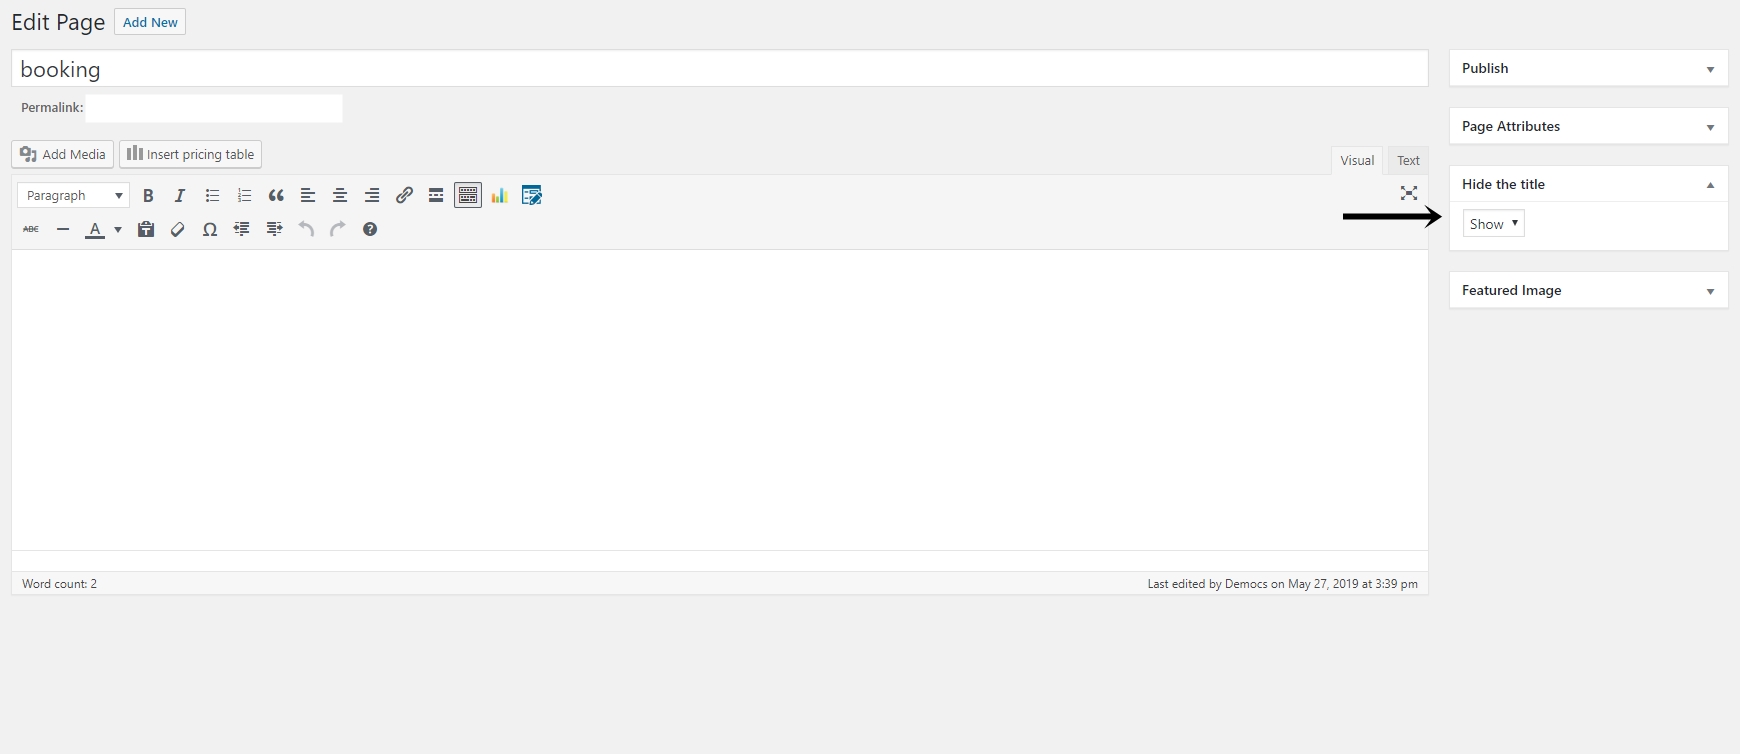 Edit Page Add New
booking
Publish
Permalink:
Page Attributes
Add Media Insert pricing table
Visual Text
Hide the title
Paragraph B I
Show
ABC A Ω
Featured Image
Word count: 2
Last edited by Democs on May 27, 2019 at 3:39 pm